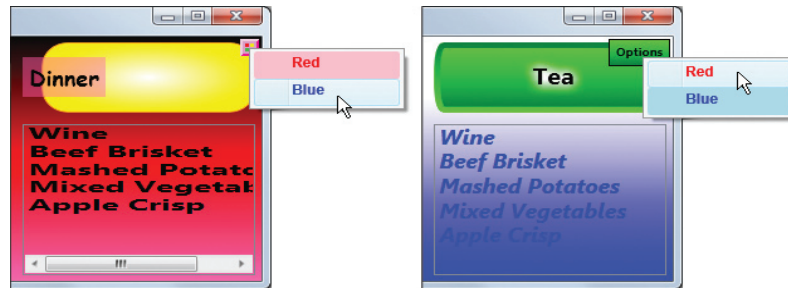 Dinner
Red
Blue
Wine
Beef Brisket
Mashed Potato
Mixed Vegetab
Apple Crisp
Options
Tea
Red
Blue
Wine
Beef Brisket
Mashed Potatoes
Mixed Vegetables
Apple Crisp